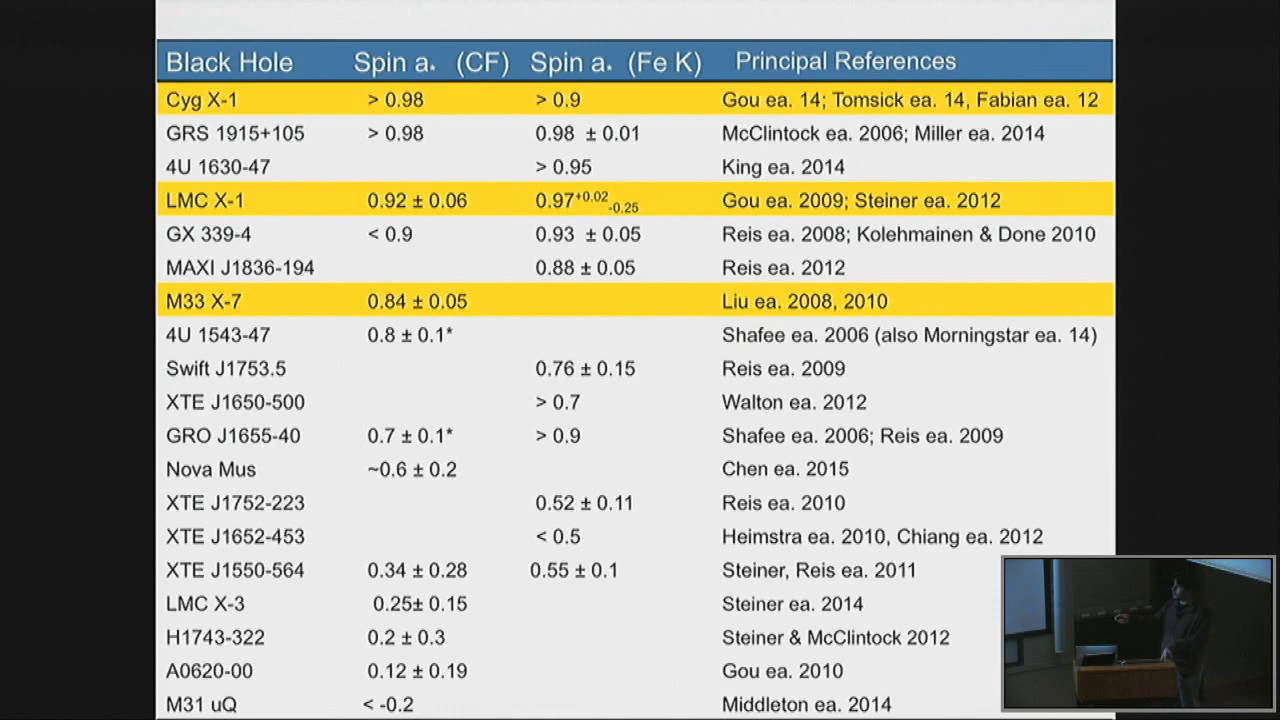 Black Hole Spin a* (CF) Spin a* (Fe K) Principal References
Cyg X-1 > 0.98 > 0.9 Gou ea. 14; Tomsick ea. 14, Fabian ea. 12
GRS 1915+105 > 0.98 0.98 ± 0.01 McClintock ea. 2006; Miller ea. 2014
4U 1630-47 > 0.95 King ea. 2014
LMC X-1 0.92 ± 0.06 0.97+0.02-0.25 Gou ea. 2009; Steiner ea. 2012
GX 339-4 < 0.9 0.93 ± 0.05 Reis ea. 2008; Kolehmainen & Done 2010
MAXI J1836-194 0.88 ± 0.05 Reis ea. 2012
M33 X-7 0.84 ± 0.05 Liu ea. 2008, 2010
4U 1543-47 0.8 ± 0.1* Shafee ea. 2006 (also Morningstar ea. 14)
Swift J1753.5 0.76 ± 0.15 Reis ea. 2009
XTE J1650-500 > 0.7 Walton ea. 2012
GRO J1655-40 0.7 ± 0.1* > 0.9 Shafee ea. 2006; Reis ea. 2009
Nova Mus ~0.6 ± 0.2 Chen ea. 2015
XTE J1752-223 0.52 ± 0.11 Reis ea. 2010
XTE J1652-453 < 0.5 Heimstra ea. 2010, Chiang ea. 2012
XTE J1550-564 0.34 ± 0.28 0.55 ± 0.1 Steiner, Reis ea. 2011
LMC X-3 0.25± 0.15 Steiner ea. 2014
H1743-322 0.2 ± 0.3 Steiner & McClintock 2012
A0620-00 0.12 ± 0.19 Gou ea. 2010
M31 uQ < -0.2 Middleton ea. 2014